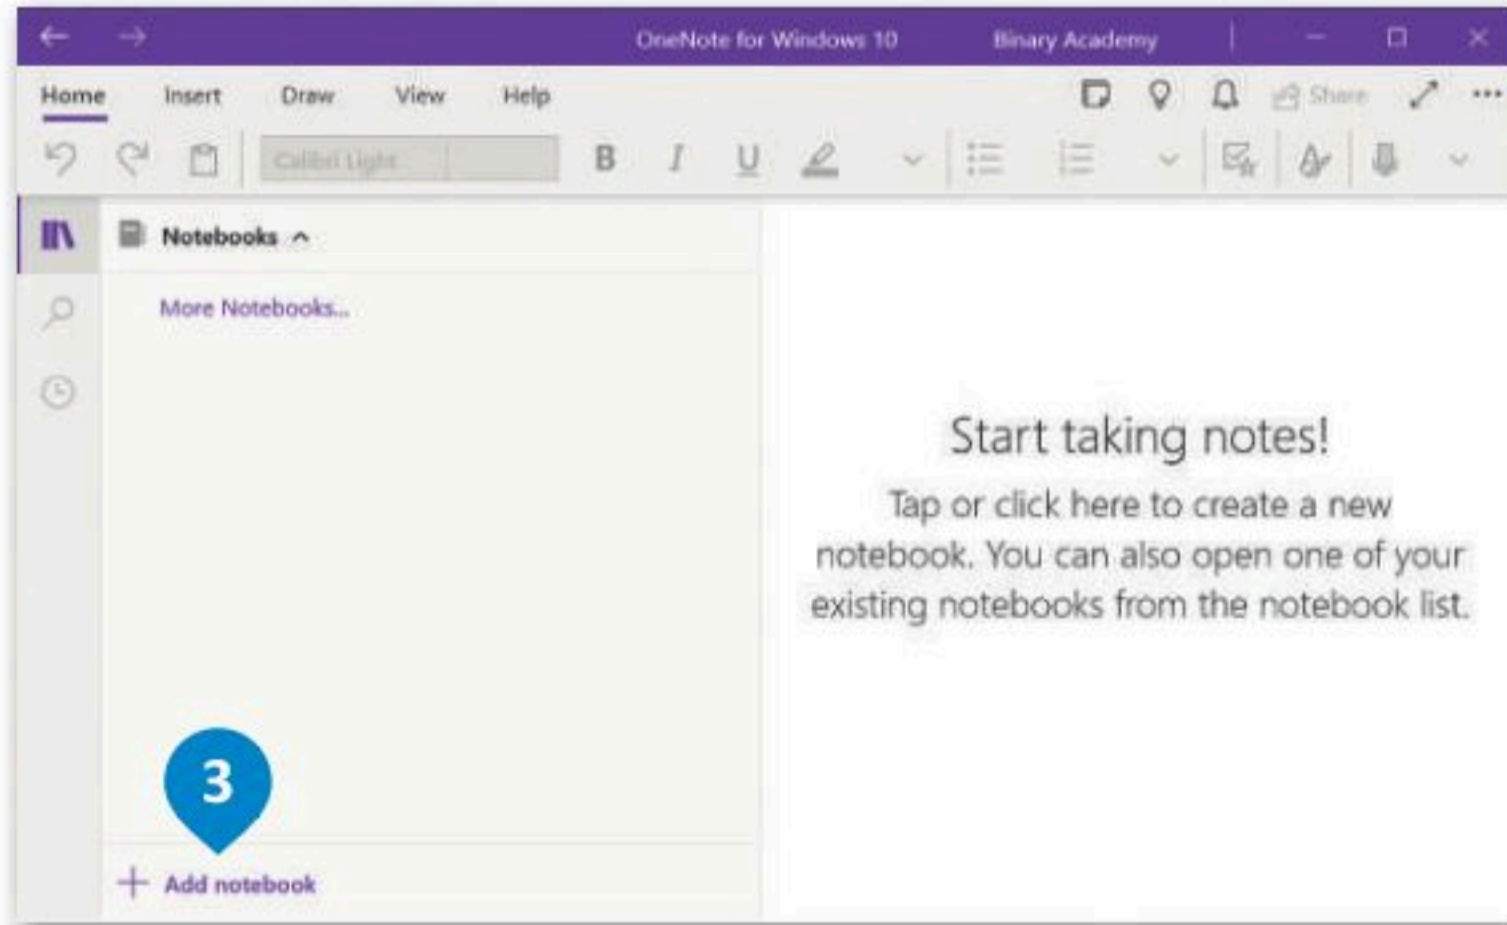 OneNote for Windows 10 Binary Academy
Home Insert Draw View Help Share
Calibri Light B I U
Notebooks
More Notebooks...
Start taking notes!
Tap or click here to create a new
notebook. You can also open one of your
existing notebooks from the notebook list.
3
Add notebook